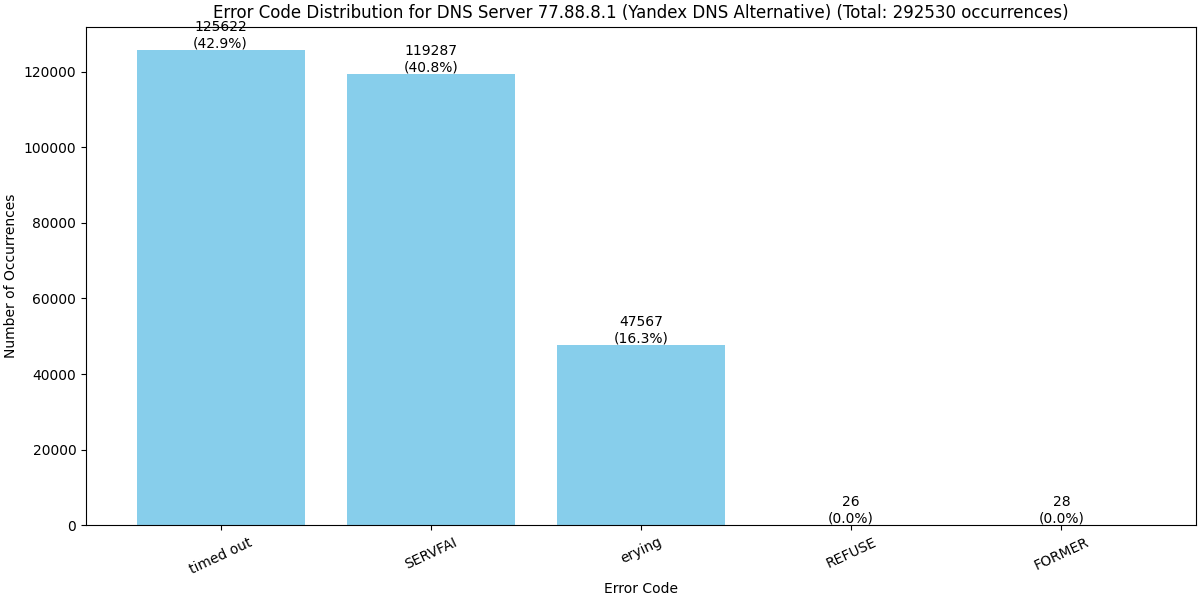 Error Code Distribution for DNS Server 77.88.8.1 (Yandex DNS Alternative) (Total: 292530 occurrences)
125622
(42.9%)
119287
(40.8%)
47567
(16.3%)
26
(0.0%)
28
(0.0%)
120000
100000
80000
60000
40000
20000
0
Number of Occurrences
timed out
SERVFAI
erying
REFUSE
FORMER
Error Code